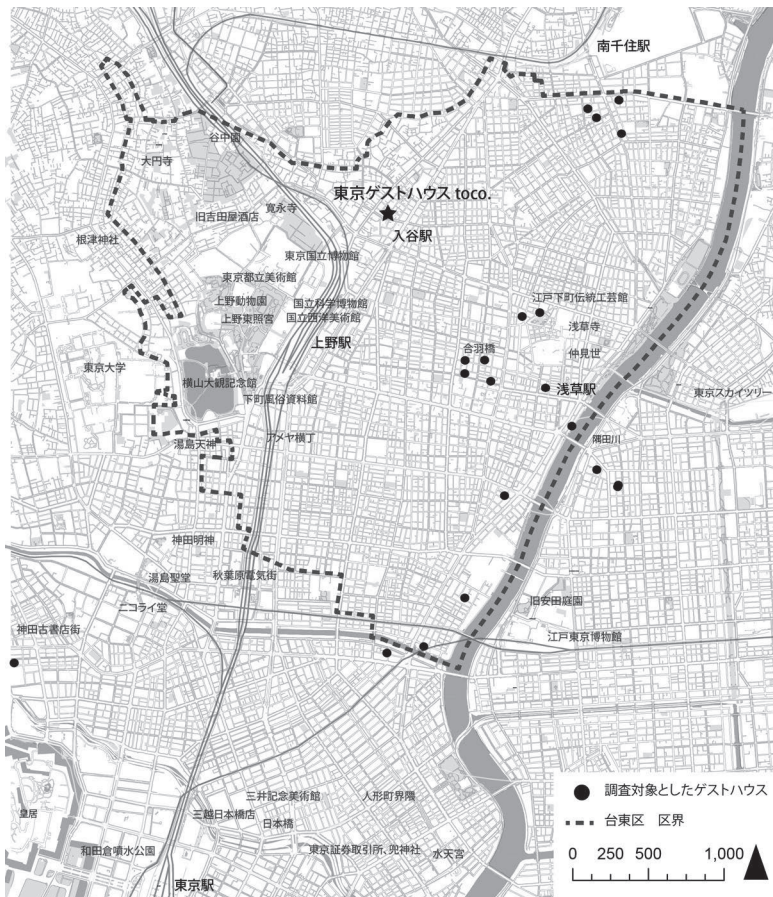 南千住駅
谷中園
大円寺
東京ゲストハウス toco.
旧吉田屋酒店
寛永寺
入谷駅
根津神社
東京国立博物館
東京都立美術館
江戸下町伝統工芸館
上野動物園
国立科学博物館
上野東照宮
国立西洋美術館
浅草寺
上野駅
合羽橋
仲見世
東京大学
横山大観記念館
浅草駅
東京スカイツリー
下町風俗資料館
湯島天神
アメヤ横丁
隅田川
神田明神
湯島聖堂
秋葉原電気街
ニコライ堂
旧安田庭園
神田古書店街
江戸東京博物館
三井記念美術館
人形町界隈
皇居
三越日本橋店
日本橋
和田倉噴水公園
東京証券取引所、兜神社
水天宮
東京駅
調査対象としたゲストハウス
台東区 区界
0 250 500 1,000